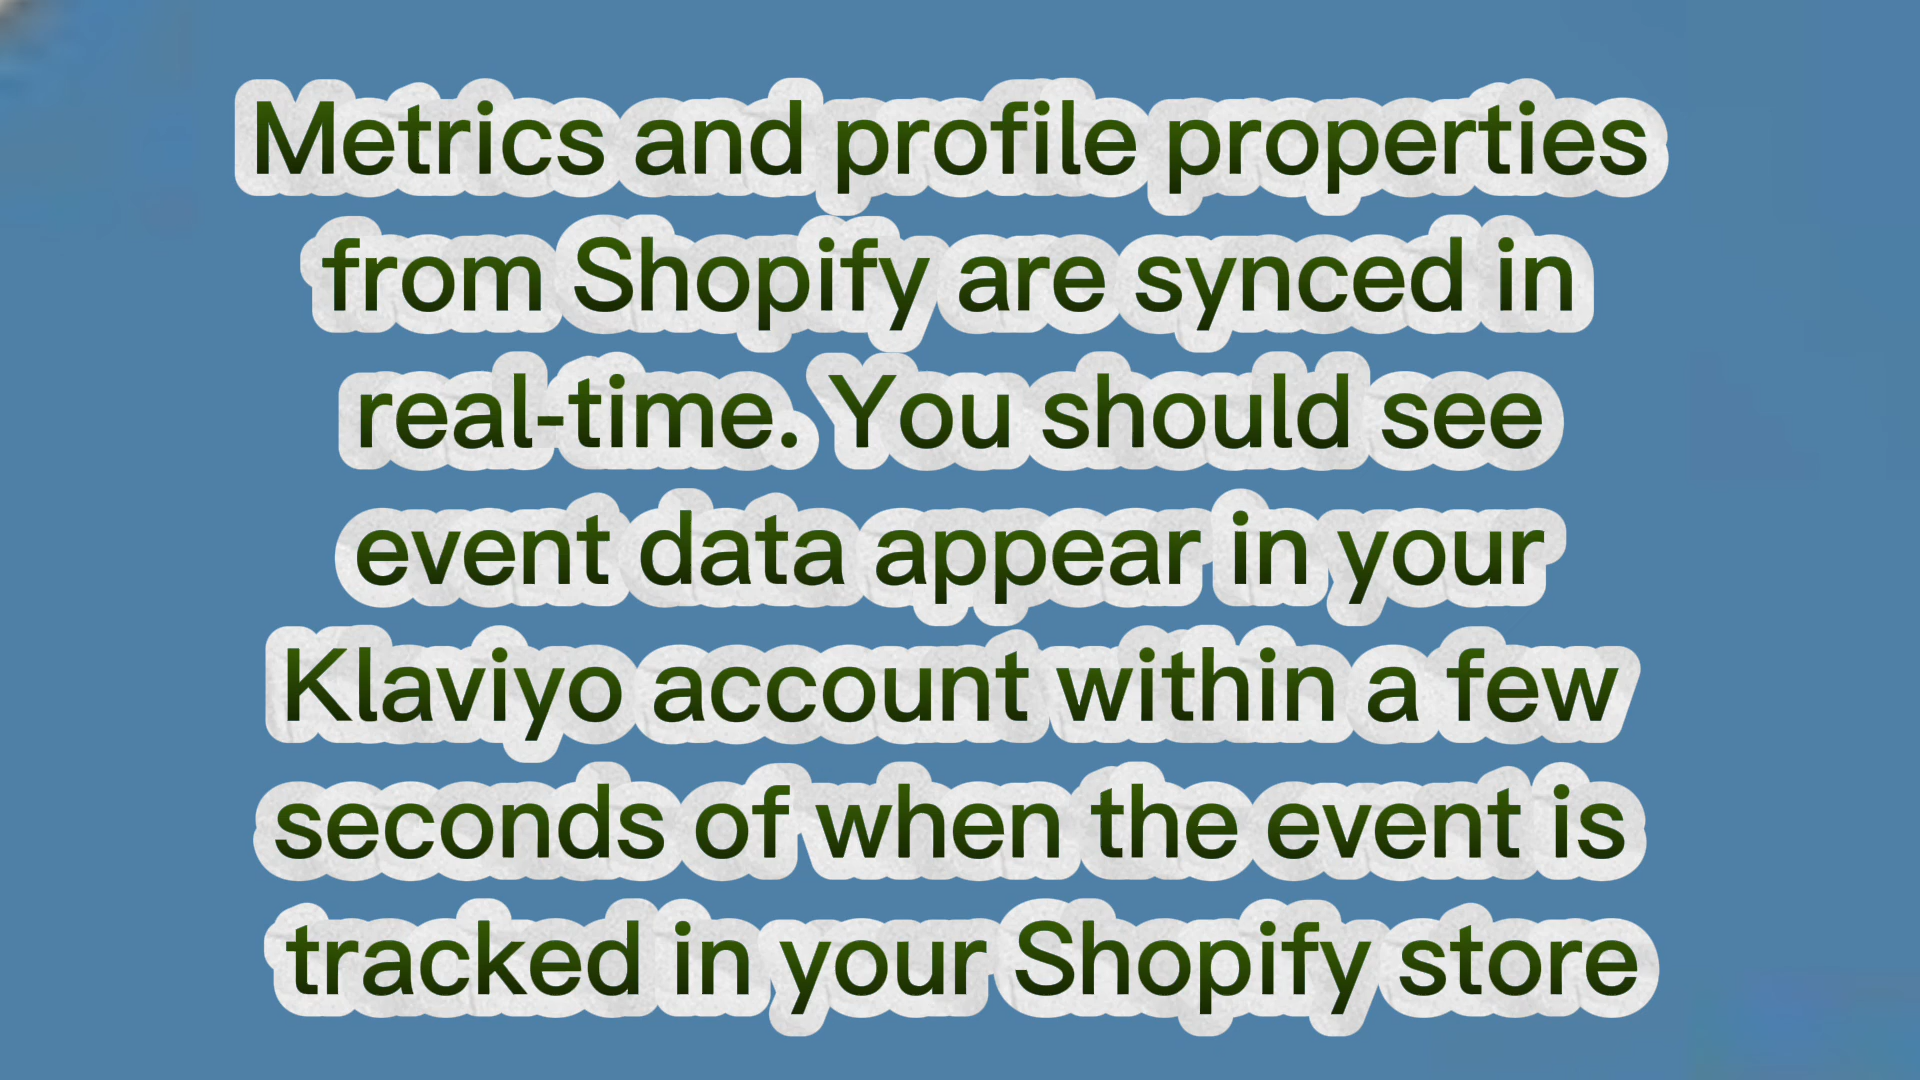 Metrics and profile properties
from Shopify are synced in
real-time. You should see
event data appear in your
Klaviyo account within a few
seconds of when the event is
tracked in your Shopify store